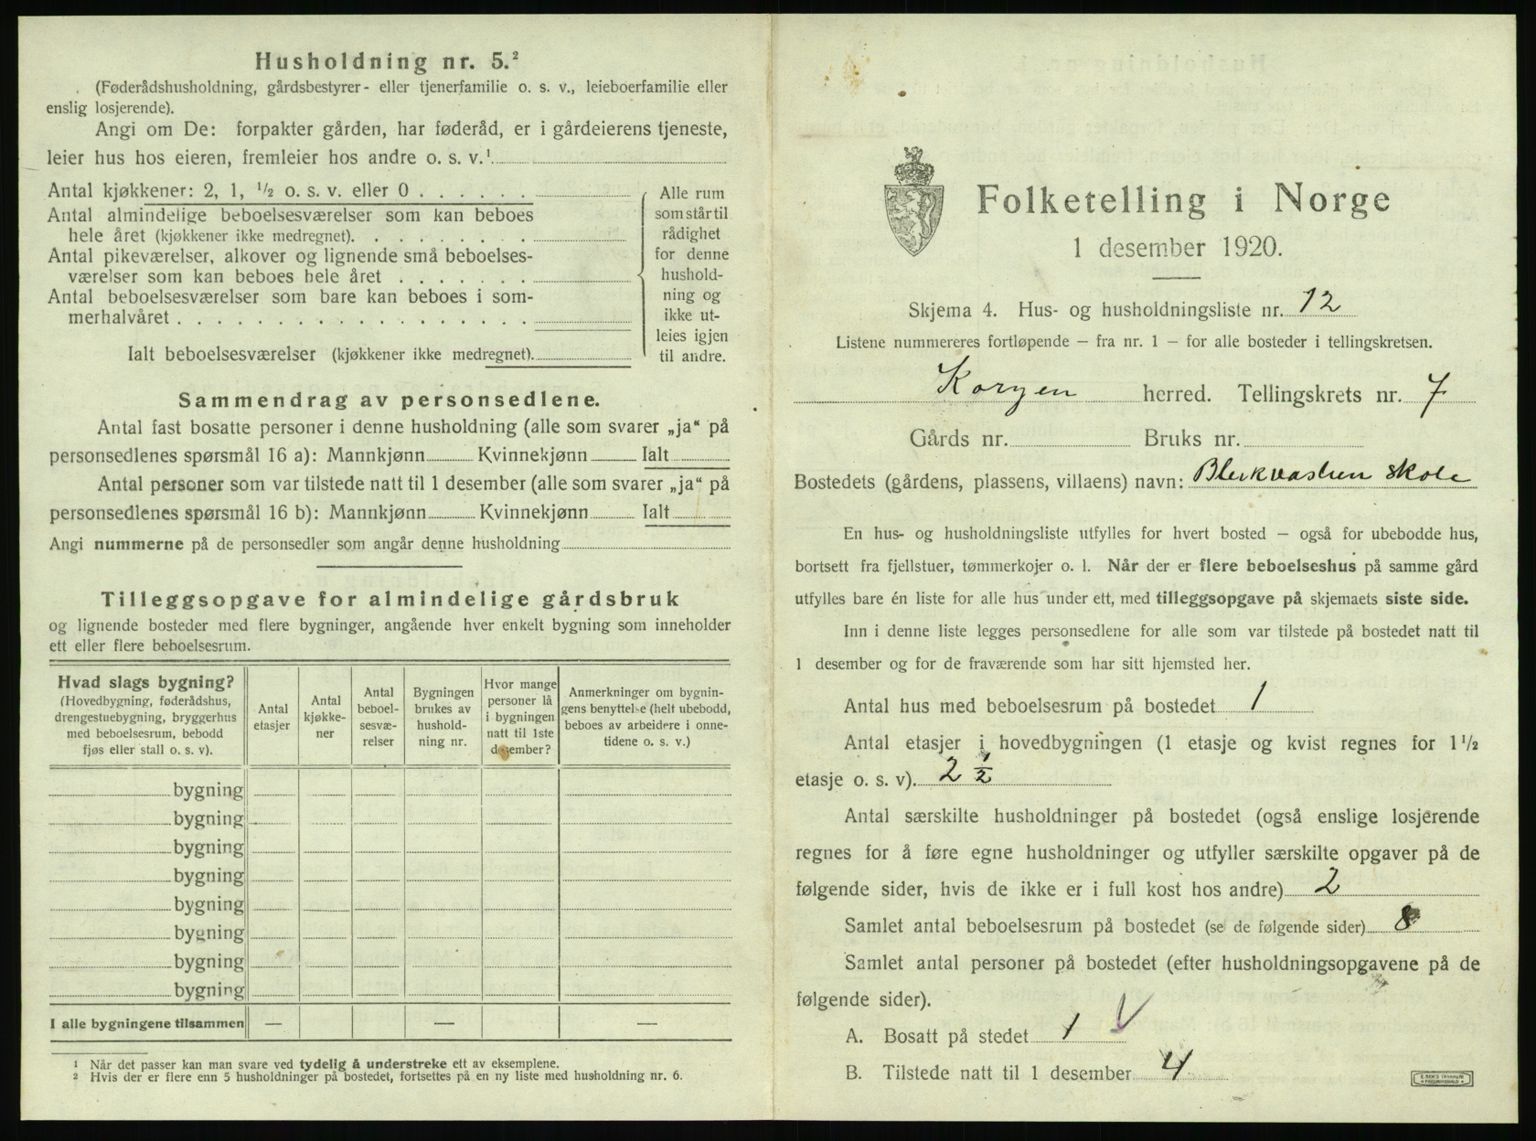 Husholdning nr. 5.²
(Føderådshusholdning, gårdsbestyrer- eller tjenerfamilie o. s. v., leieboerfamilie eller
enslig losjerende).
Angi om De: forpakter gården, har føderåd, er i gårdeierens tjeneste,
leier hus hos eieren, fremleier hos andre o. s. v.¹
Antal kjøkkener: 2, 1, ½ o. s. v. eller 0
Antal almindelige beboelsesværelser som kan beboes
hele året (kjøkkener ikke medregnet).
Antal pikeværelser, alkover og lignende små beboelses-
værelser som kan beboes hele året
Antal beboelsesværelser som bare kan beboes i som-
merhalvåret
Ialt beboelsesværelser (kjøkkener ikke medregnet).
Alle rum
som står til
rådighet
for denne
hushold-
ning og
ikke ut-
leies igjen
til andre.
Sammendrag av personsedlene.
Antal fast bosatte personer i denne husholdning (alle som svarer „ja“ på
personsedlenes spørsmål 16 a): Mannkjønn Kvinnekjønn Ialt
Antal personer som var tilstede natt til 1 desember (alle som svarer „ja“ på
personsedlenes spørsmål 16 b): Mannkjønn Kvinnekjønn Ialt
Angi nummerne på de personsedler som angår denne husholdning
Tilleggsopgave for almindelige gårdsbruk
og lignende bosteder med flere bygninger, angående hver enkelt bygning som inneholder
ett eller flere beboelsesrum.
Hvad slags bygning?
(Hovedbygning, føderådshus,
drengestuebygning, bryggerhus
med beboelsesrum, bebodd
fjøs eller stall o. s. v).
Antal
etasjer
Antal
kjøkke-
ner
Antal
beboel-
sesvæ-
relser
Bygningen
brukes av
hushold-
ning nr.
Hvor mange
personer lå
i bygningen
natt til 1ste
desember?
Anmerkninger om bygnin-
gens benyttelse (helt ubebodd,
beboes av arbeidere i onne-
tidene o. s. v.)
bygning
bygning
bygning
bygning
bygning
bygning
bygning
bygning
I alle bygningene tilsammen — — —
¹ Når det passer kan man svare ved tydelig å understreke ett av eksemplene.
² Hvis der er flere enn 5 husholdninger på bostedet, fortsettes på en ny liste med husholdning nr. 6.
Folketelling i Norge
1 desember 1920.
Skjema 4. Hus- og husholdningsliste nr. 12
Listene nummereres fortløpende — fra nr. 1 — for alle bosteder i tellingskretsen.
Korgen herred. Tellingskrets nr. 7
Gårds nr. Bruks nr.
Bostedets (gårdens, plassens, villaens) navn: Bleikvaslien skole
En hus- og husholdningsliste utfylles for hvert bosted — også for ubebodde hus,
bortsett fra fjellstuer, tømmerkojer o. l. Når der er flere beboelseshus på samme gård
utfylles bare én liste for alle hus under ett, med tilleggsopgave på skjemaets siste side.
Inn i denne liste legges personsedlene for alle som var tilstede på bostedet natt til
1 desember og for de fraværende som har sitt hjemsted her.
Antal hus med beboelsesrum på bostedet 1
Antal etasjer i hovedbygningen (1 etasje og kvist regnes for 1½
etasje o. s. v). 2 ½
Antal særskilte husholdninger på bostedet (også enslige losjerende
regnes for å føre egne husholdninger og utfyller særskilte opgaver på de
følgende sider, hvis de ikke er i full kost hos andre) 2
Samlet antal beboelsesrum på bostedet (se de følgende sider) 8
Samlet antal personer på bostedet (efter husholdningsopgavene på de
følgende sider).
A. Bosatt på stedet 1 V
B. Tilstede natt til 1 desember 4